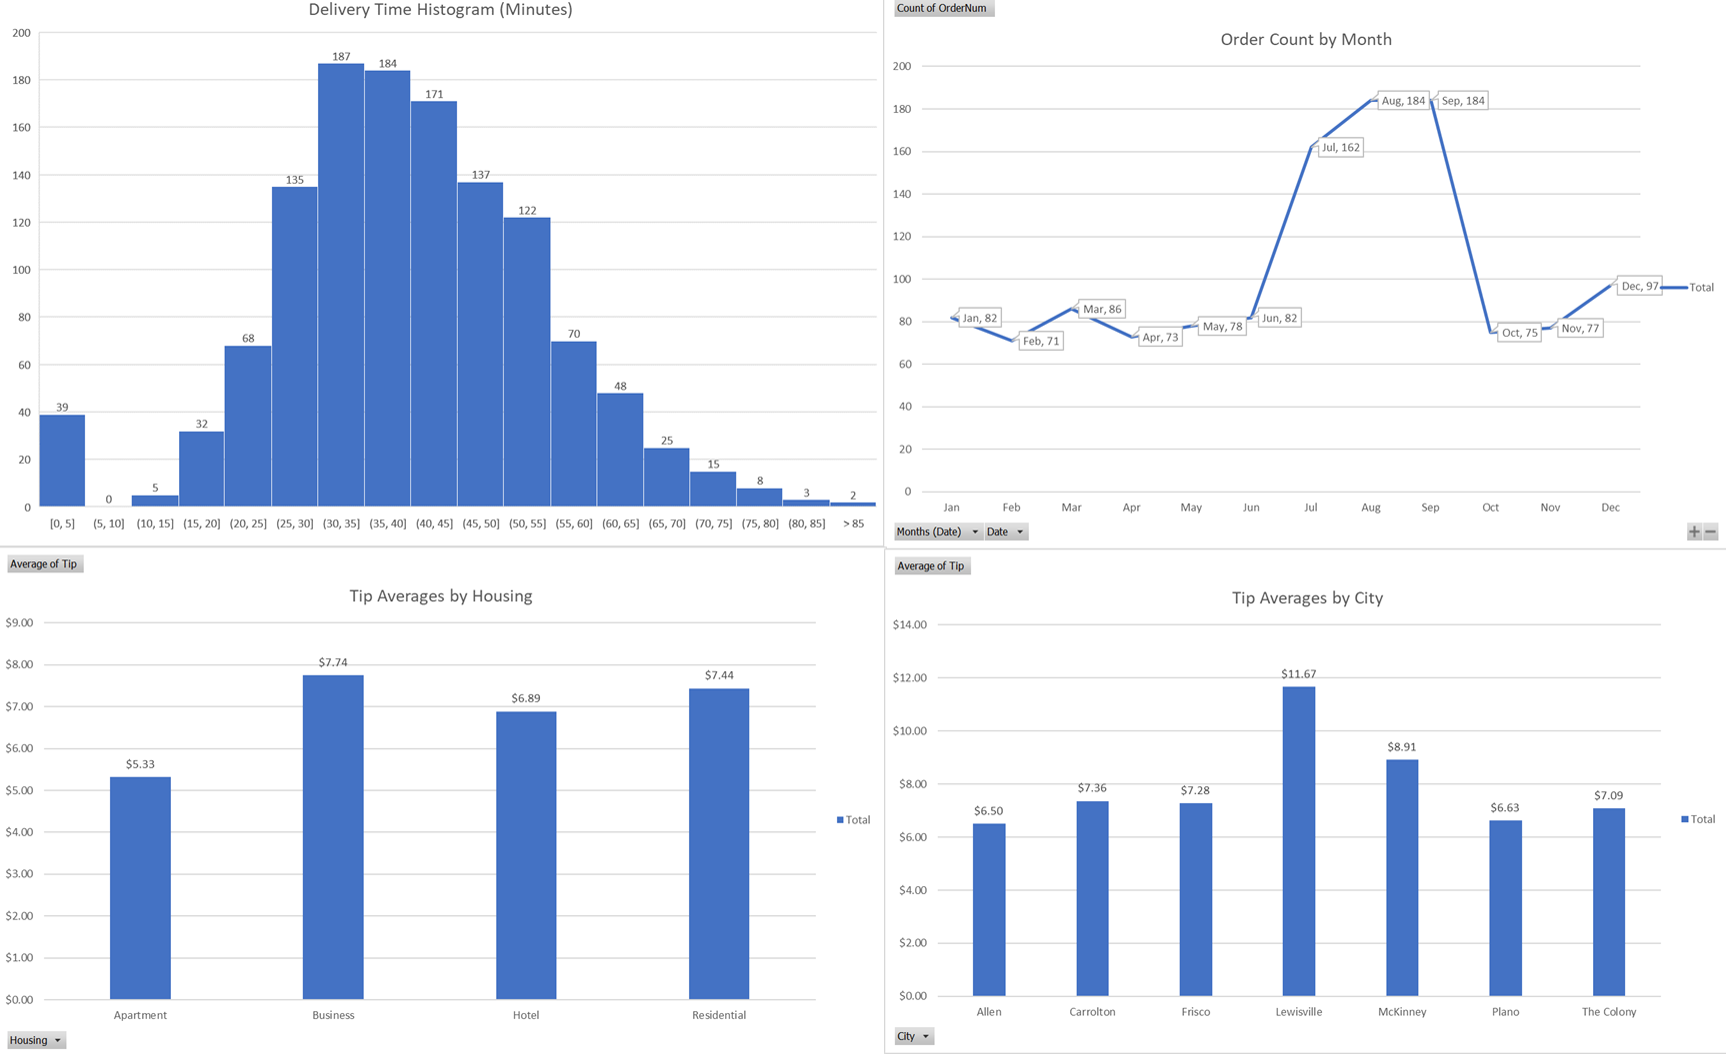 Delivery Time Histogram (Minutes)
200
180
160
140
120
100
80
60
40
20
0
39
0
5
32
68
135
187
184
171
137
122
70
48
25
15
8
3
2
[0, 5] (5, 10] (10, 15] (15, 20] (20, 25] (25, 30] (30, 35] (35, 40] (40, 45] (45, 50] (50, 55] (55, 60] (60, 65] (65, 70] (70, 75] (75, 80] (80, 85] > 85
Count of OrderNum
Order Count by Month
200
180
160
140
120
100
80
60
40
20
0
Jan, 82
Feb, 71
Mar, 86
Apr, 73
May, 78
Jun, 82
Jul, 162
Aug, 184
Sep, 184
Oct, 75
Nov, 77
Dec, 97
Total
Jan Feb Mar Apr May Jun Jul Aug Sep Oct Nov Dec
Months (Date) Date
Average of Tip
Tip Averages by Housing
$9.00
$8.00
$7.00
$6.00
$5.00
$4.00
$3.00
$2.00
$1.00
$0.00
$5.33
$7.74
$6.89
$7.44
Total
Apartment Business Hotel Residential
Housing
Average of Tip
Tip Averages by City
$14.00
$12.00
$10.00
$8.00
$6.00
$4.00
$2.00
$0.00
$6.50
$7.36
$7.28
$11.67
$8.91
$6.63
$7.09
Total
Allen Carrolton Frisco Lewisville McKinney Plano The Colony
City